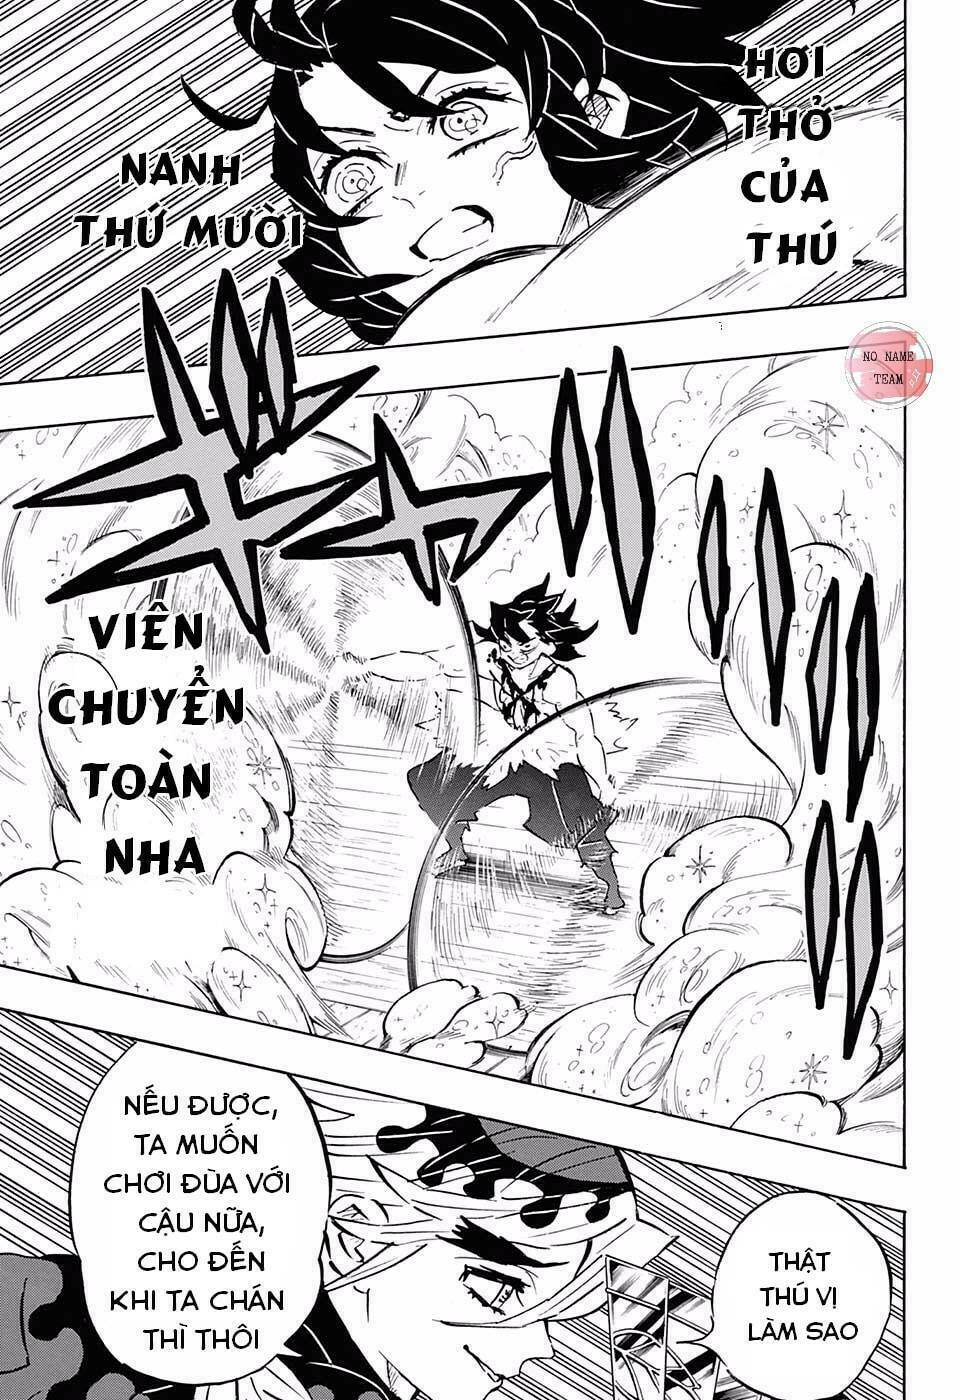 HƠI
THỞ
CỦA
THÚ
NANH
THỨ MƯỜI
NO NAME
TEAM
VIÊN
CHUYỂN
TOÀN
NHA
THẬT
THÚ VỊ
LÀM SAO
NẾU ĐƯỢC,
TA MUỐN
CHƠI ĐÙA VỚI
CẬU NỮA,
CHO ĐẾN
KHI TA CHÁN
THÌ THÔI